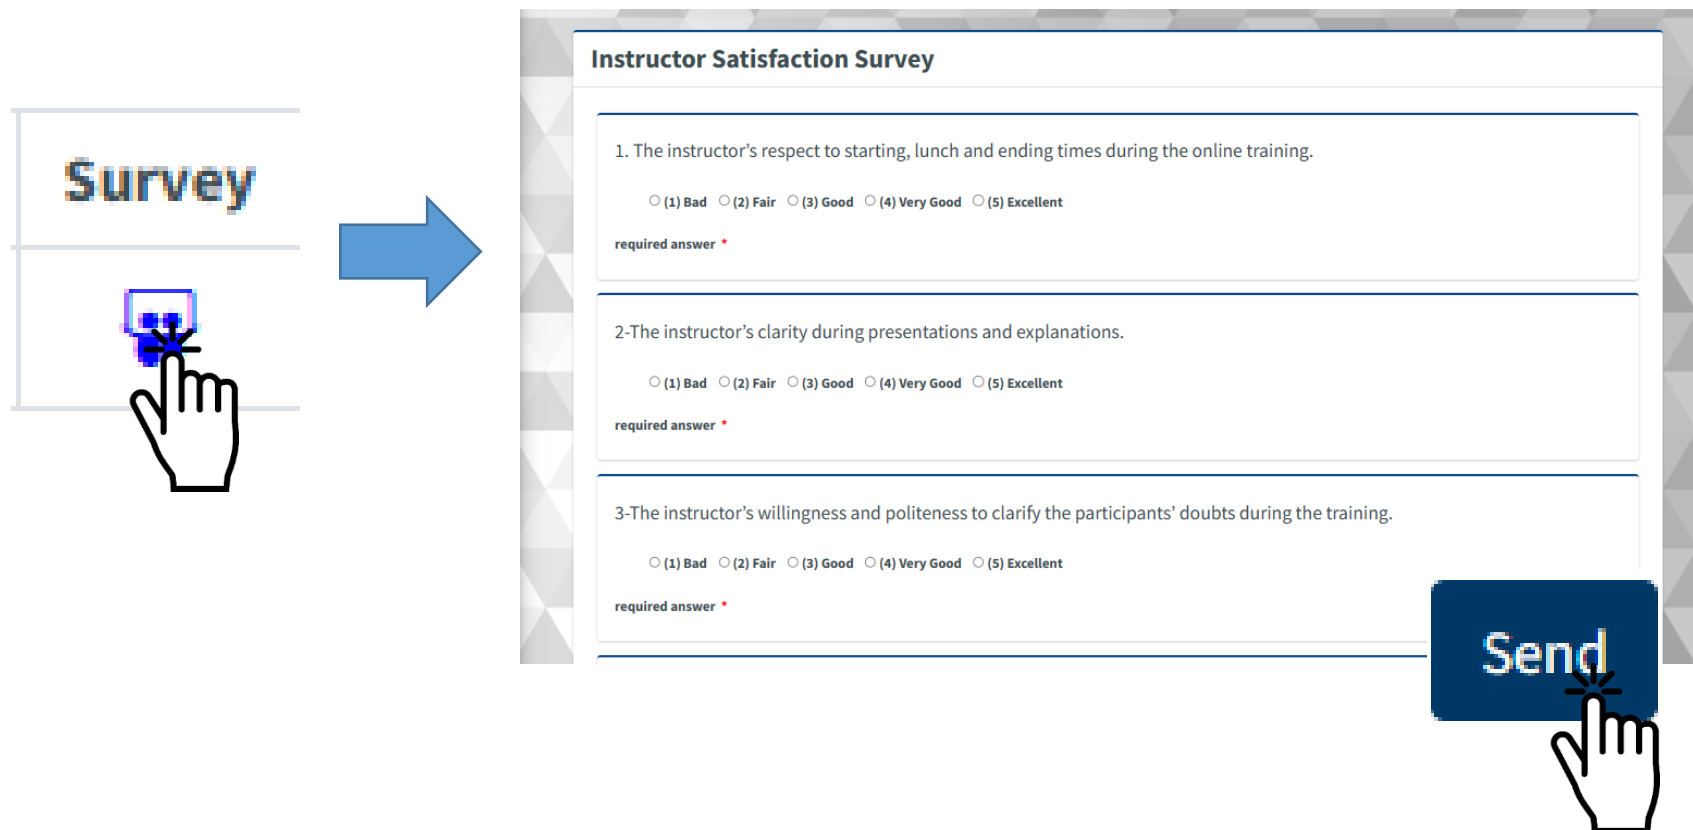 Survey
Instructor Satisfaction Survey
1. The instructor’s respect to starting, lunch and ending times during the online training.
(1) Bad (2) Fair (3) Good (4) Very Good (5) Excellent
required answer *
2-The instructor’s clarity during presentations and explanations.
(1) Bad (2) Fair (3) Good (4) Very Good (5) Excellent
required answer *
3-The instructor’s willingness and politeness to clarify the participants’ doubts during the training.
(1) Bad (2) Fair (3) Good (4) Very Good (5) Excellent
required answer *
Send